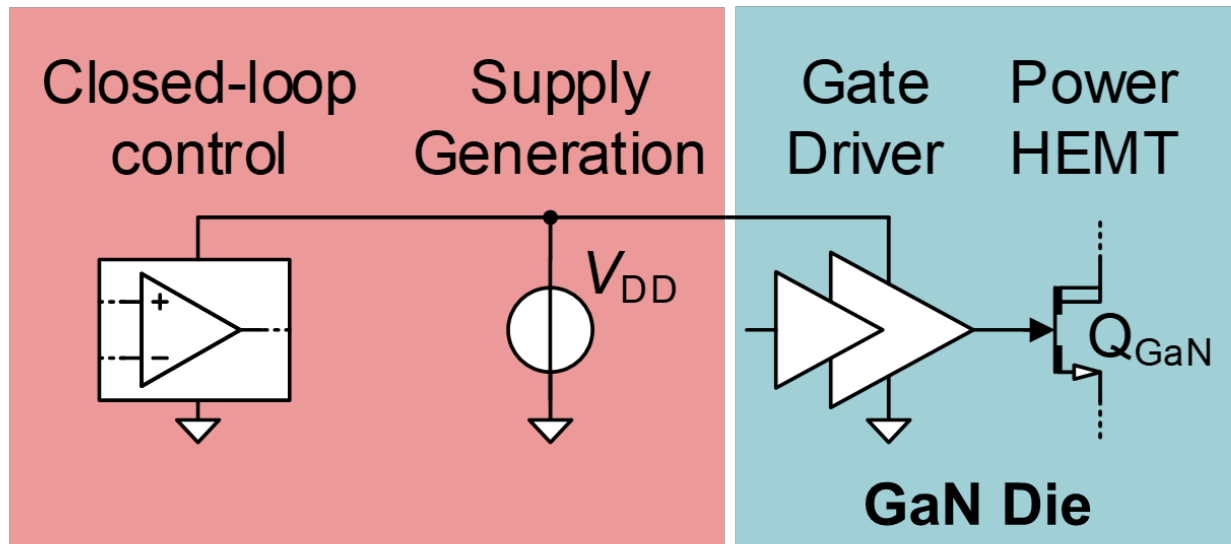 Closed-loop
control
Supply
Generation
Gate
Driver
Power
HEMT
+
−
VDD
QGaN
GaN Die